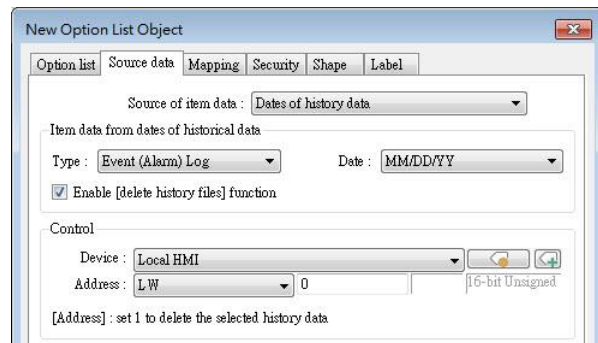 New Option List Object
Option list Source data Mapping Security Shape Label
Source of item data : Dates of history data
Item data from dates of historical data
Type : Event (Alarm) Log Date : MM/DD/YY
Enable [delete history files] function
Control
Device : Local HMI
Address : LW 0 16-bit Unsigned
[Address] : set 1 to delete the selected history data